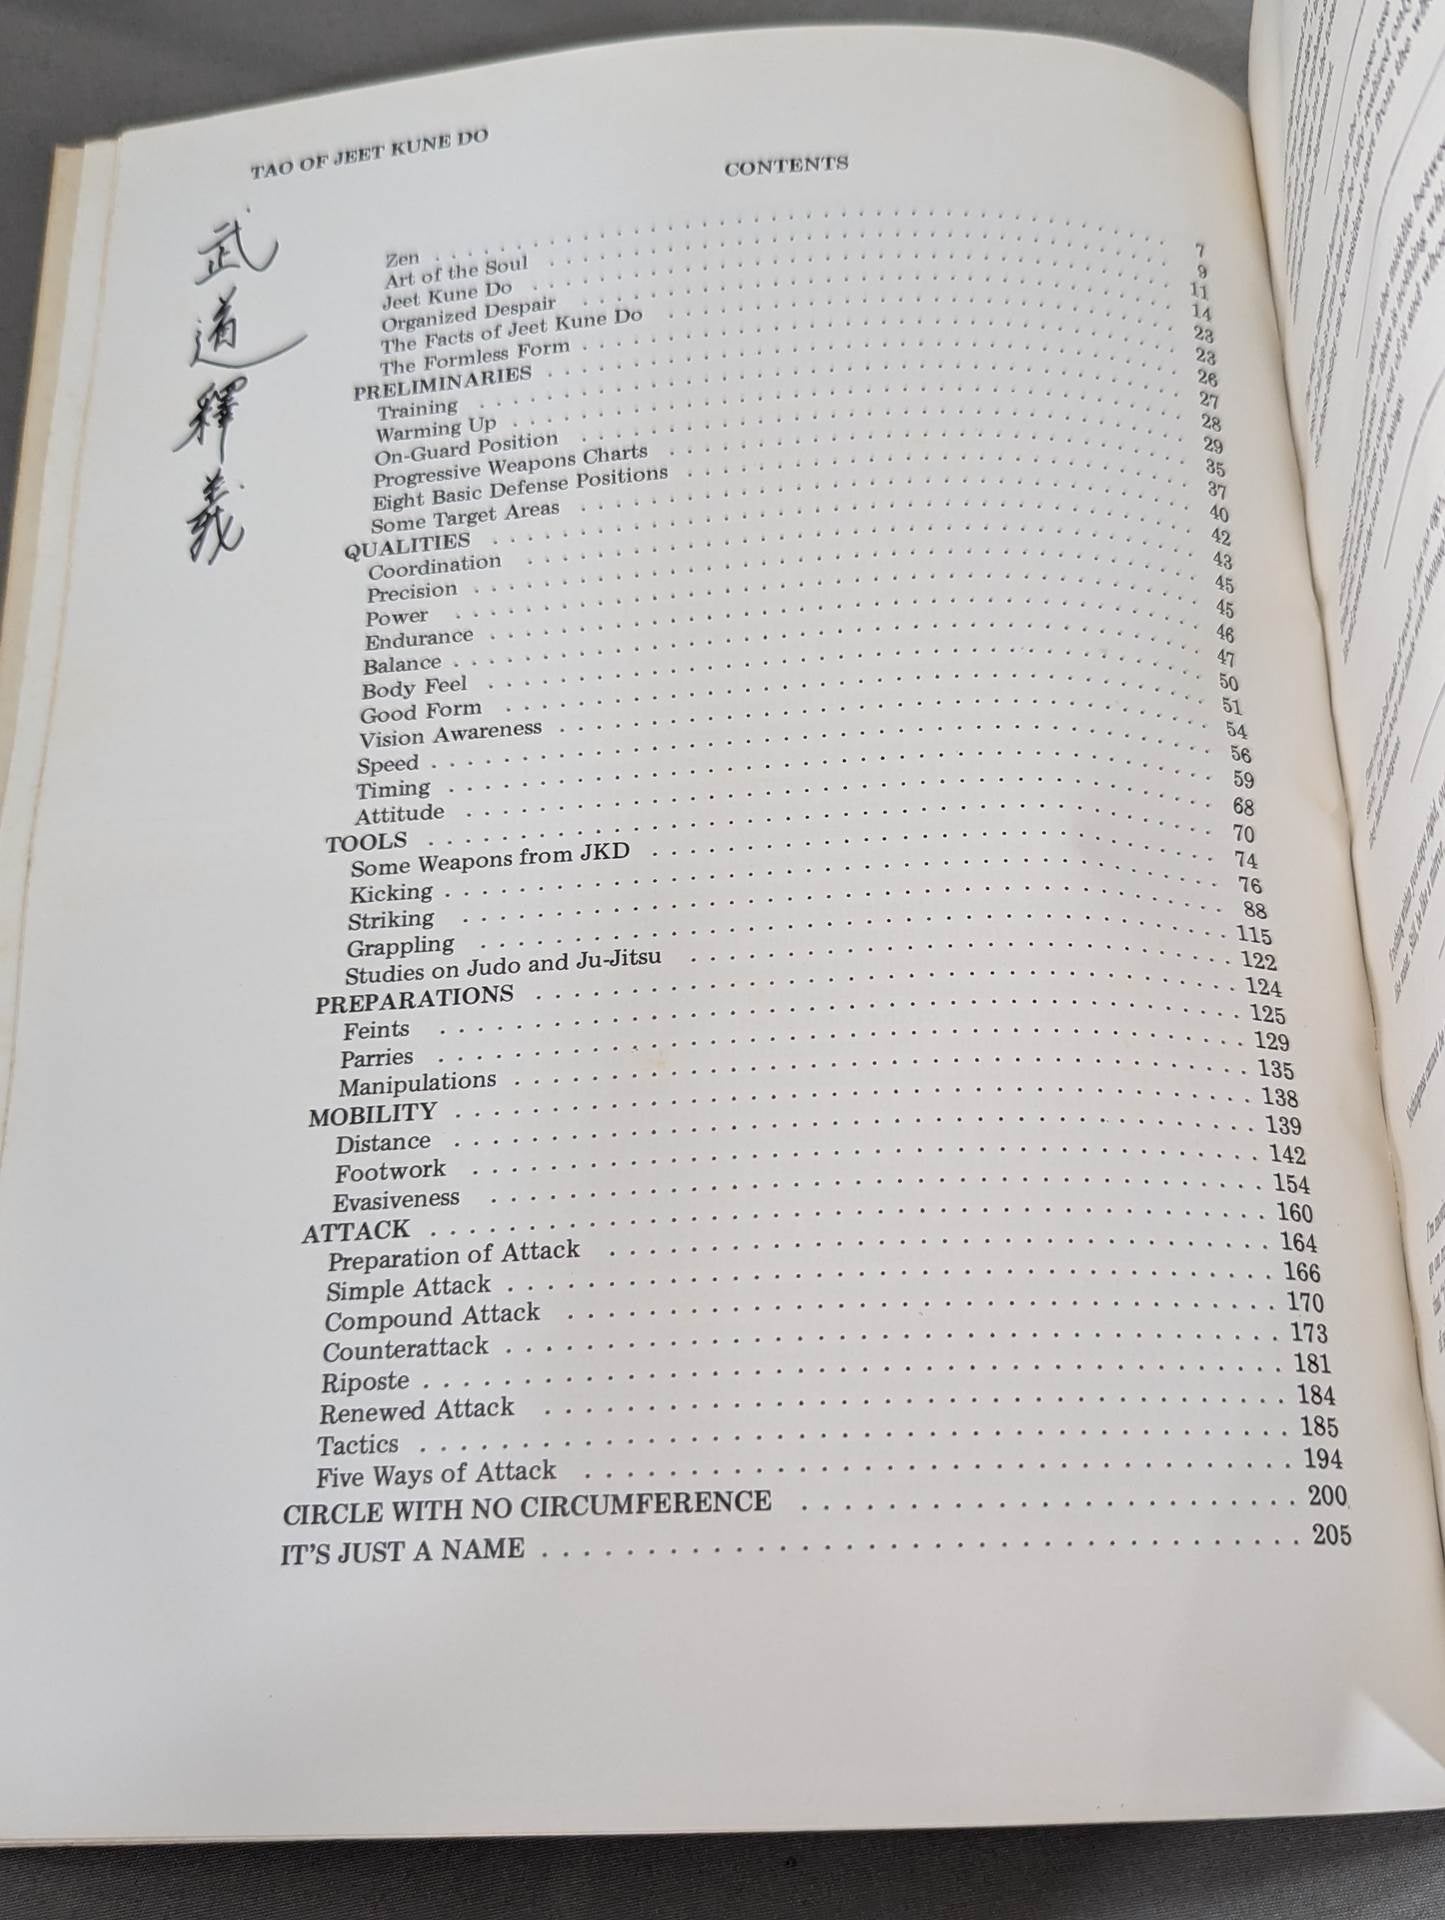 TAO OF JEET KUNE DO
CONTENTS
武道釋義
Zen 7
Art of the Soul 9
Jeet Kune Do 11
Organized Despair 14
The Facts of Jeet Kune Do 23
The Formless Form 23
PRELIMINARIES 26
Training 27
Warming Up 28
On-Guard Position 29
Progressive Weapons Charts 35
Eight Basic Defense Positions 37
Some Target Areas 40
QUALITIES 42
Coordination 43
Precision 45
Power 45
Endurance 46
Balance 47
Body Feel 50
Good Form 51
Vision Awareness 54
Speed 56
Timing 59
Attitude 68
TOOLS 70
Some Weapons from JKD 74
Kicking 76
Striking 88
Grappling 115
Studies on Judo and Ju-Jitsu 122
PREPARATIONS 124
Feints 125
Parries 129
Manipulations 135
MOBILITY 138
Distance 139
Footwork 142
Evasiveness 154
ATTACK 160
Preparation of Attack 164
Simple Attack 166
Compound Attack 170
Counterattack 173
Riposte 181
Renewed Attack 184
Tactics 185
Five Ways of Attack 194
CIRCLE WITH NO CIRCUMFERENCE 200
IT'S JUST A NAME 205